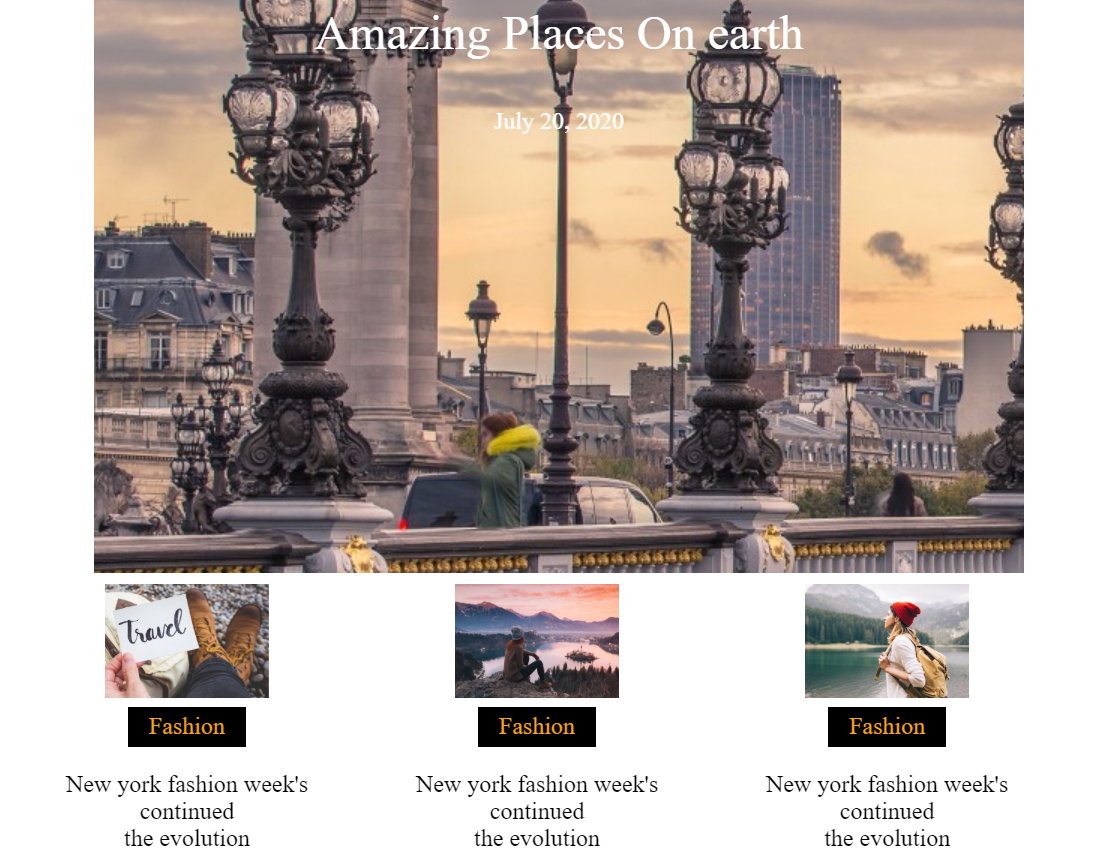 Amazing Places On earth
July 20, 2020
Travel
Fashion
Fashion
Fashion
New york fashion week's
continued
the evolution
New york fashion week's
continued
the evolution
New york fashion week's
continued
the evolution